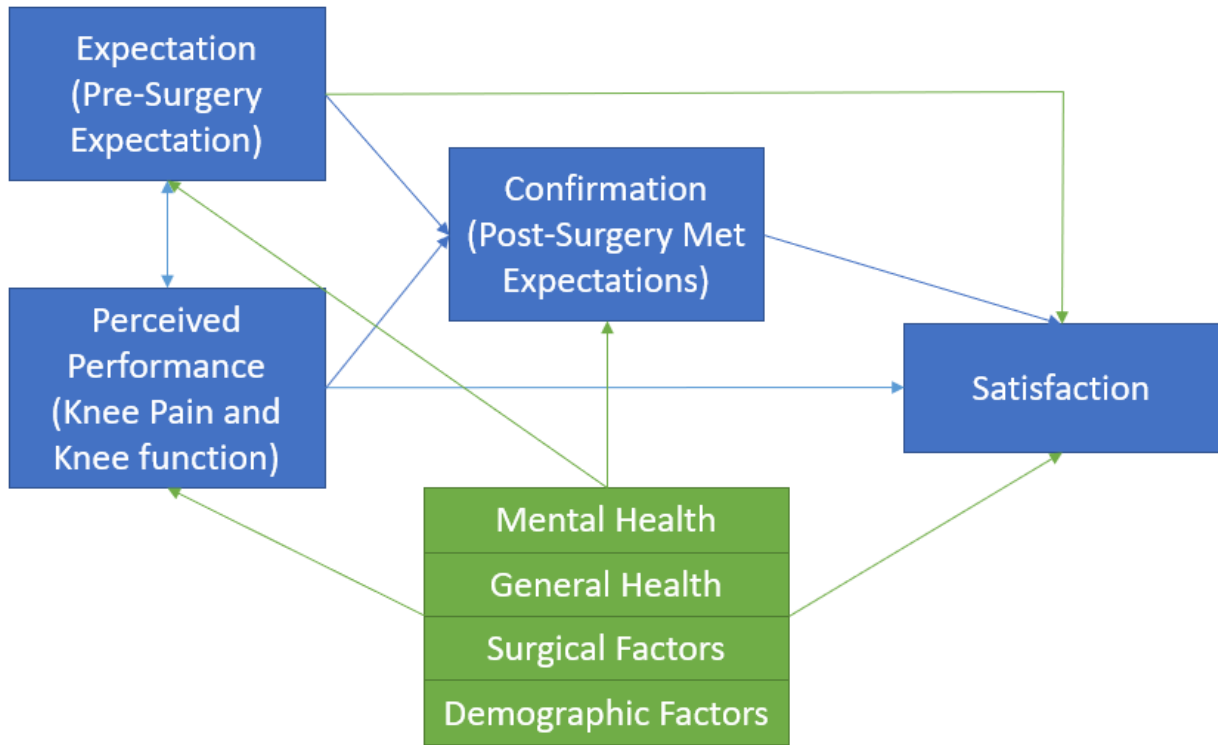 Expectation
(Pre-Surgery
Expectation)
Confirmation
(Post-Surgery Met
Expectations)
Perceived
Performance
(Knee Pain and
Knee function)
Satisfaction
Mental Health
General Health
Surgical Factors
Demographic Factors